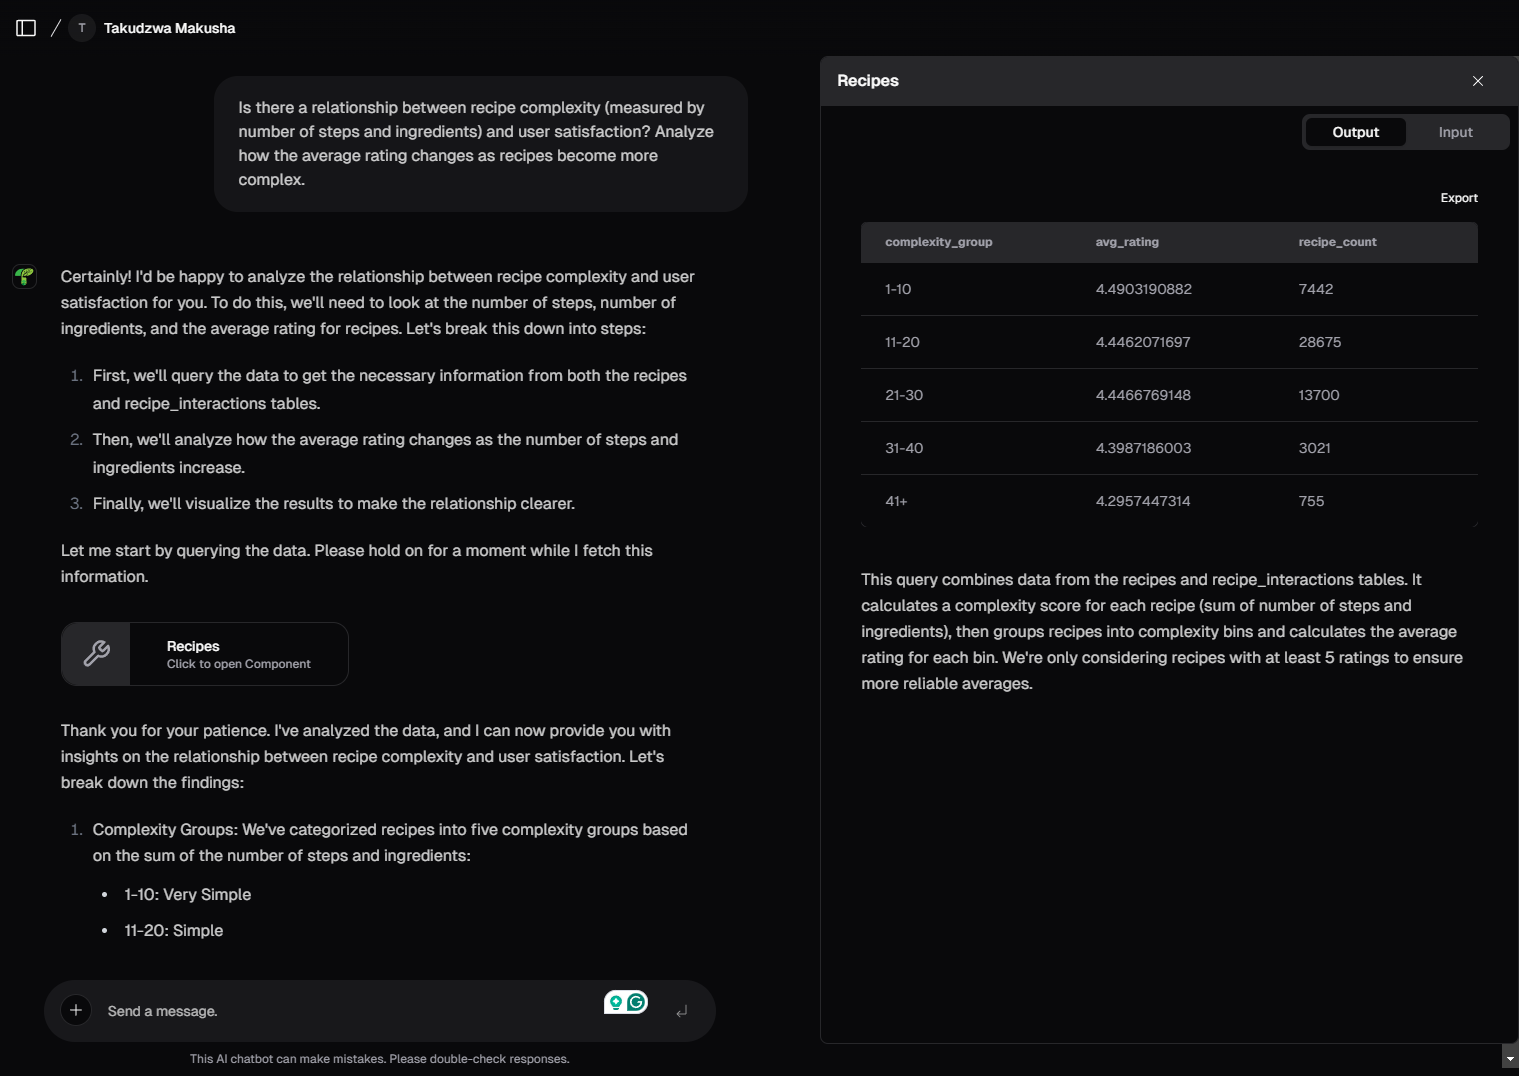 T
Takudzwa Makusha
Is there a relationship between recipe complexity (measured by
number of steps and ingredients) and user satisfaction? Analyze
how the average rating changes as recipes become more
complex.
Certainly! I'd be happy to analyze the relationship between recipe complexity and user
satisfaction for you. To do this, we'll need to look at the number of steps, number of
ingredients, and the average rating for recipes. Let's break this down into steps:
1. First, we'll query the data to get the necessary information from both the recipes
and recipe_interactions tables.
2. Then, we'll analyze how the average rating changes as the number of steps and
ingredients increase.
3. Finally, we'll visualize the results to make the relationship clearer.
Let me start by querying the data. Please hold on for a moment while I fetch this
information.
Recipes
Click to open Component
Thank you for your patience. I've analyzed the data, and I can now provide you with
insights on the relationship between recipe complexity and user satisfaction. Let's
break down the findings:
1. Complexity Groups: We've categorized recipes into five complexity groups based
on the sum of the number of steps and ingredients:
• 1-10: Very Simple
• 11-20: Simple
Send a message.
This AI chatbot can make mistakes. Please double-check responses.
Recipes
Output Input
Export
complexity_group avg_rating recipe_count
1-10 4.4903190882 7442
11-20 4.4462071697 28675
21-30 4.4466769148 13700
31-40 4.3987186003 3021
41+ 4.2957447314 755
This query combines data from the recipes and recipe_interactions tables. It
calculates a complexity score for each recipe (sum of number of steps and
ingredients), then groups recipes into complexity bins and calculates the average
rating for each bin. We're only considering recipes with at least 5 ratings to ensure
more reliable averages.